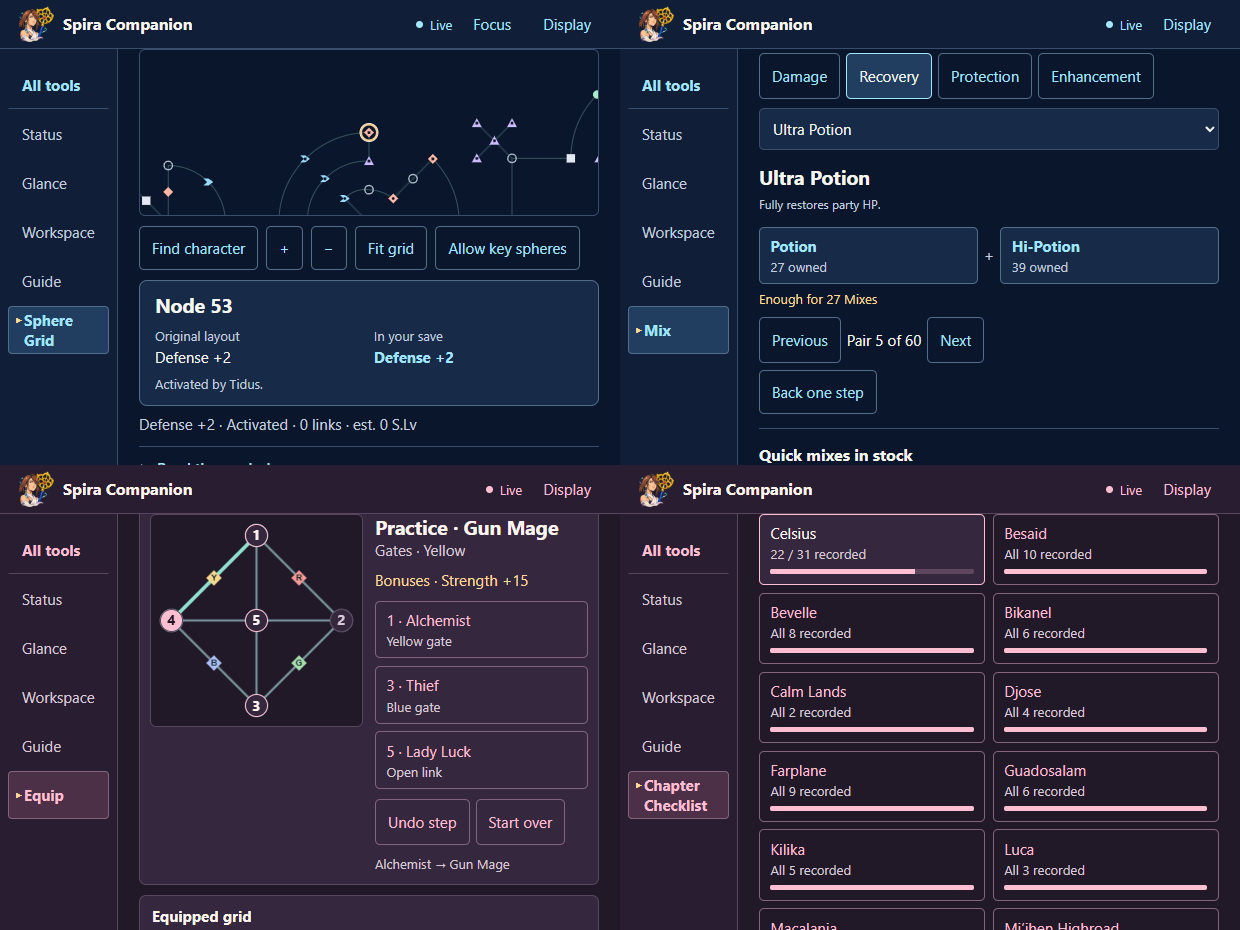 Spira Companion
Live
Focus
Display
All tools
Status
Glance
Workspace
Guide
Sphere
Grid
Find character
+
−
Fit grid
Allow key spheres
Node 53
Original layout
In your save
Defense +2
Defense +2
Activated by Tidus.
Defense +2 · Activated · 0 links · est. 0 S.Lv
Spira Companion
Live
Display
All tools
Status
Glance
Workspace
Guide
Mix
Damage
Recovery
Protection
Enhancement
Ultra Potion
Ultra Potion
Fully restores party HP.
Potion
27 owned
+
Hi-Potion
39 owned
Enough for 27 Mixes
Previous
Pair 5 of 60
Next
Back one step
Quick mixes in stock
Spira Companion
Live
Display
All tools
Status
Glance
Workspace
Guide
Equip
1
Y
R
4
5
2
B
G
3
Practice · Gun Mage
Gates · Yellow
Bonuses · Strength +15
1 · Alchemist
Yellow gate
3 · Thief
Blue gate
5 · Lady Luck
Open link
Undo step
Start over
Alchemist → Gun Mage
Equipped grid
Spira Companion
Live
Display
All tools
Status
Glance
Workspace
Guide
Chapter
Checklist
Celsius
22 / 31 recorded
Besaid
All 10 recorded
Bevelle
All 8 recorded
Bikanel
All 6 recorded
Calm Lands
All 2 recorded
Djose
All 4 recorded
Farplane
All 9 recorded
Guadosalam
All 6 recorded
Kilika
All 5 recorded
Luca
All 3 recorded
Macalania
Mi'ihen Highroad